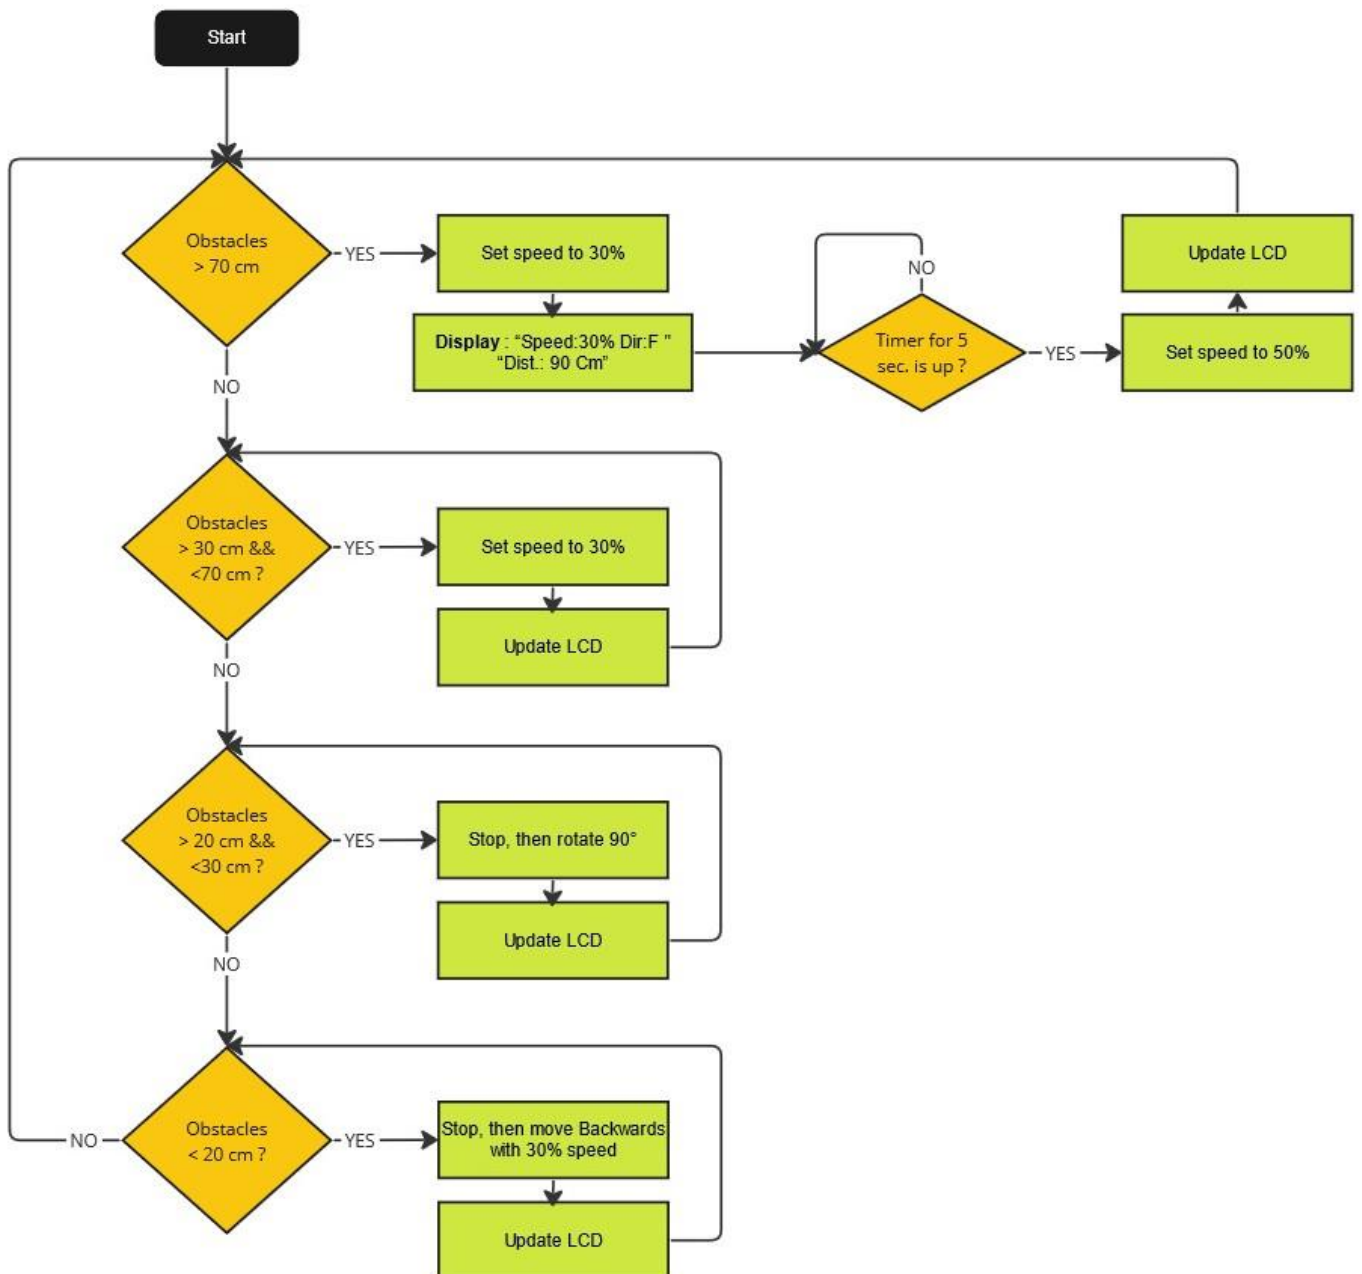 Start
Obstacles
> 70 cm
YES
Set speed to 30%
NO
Update LCD
Display : “Speed:30% Dir:F ”
“Dist.: 90 Cm”
Timer for 5
sec. is up ?
YES
Set speed to 50%
NO
Obstacles
> 30 cm &&
<70 cm ?
YES
Set speed to 30%
Update LCD
NO
Obstacles
> 20 cm &&
<30 cm ?
YES
Stop, then rotate 90°
Update LCD
NO
Obstacles
< 20 cm ?
NO
YES
Stop, then move Backwards
with 30% speed
Update LCD